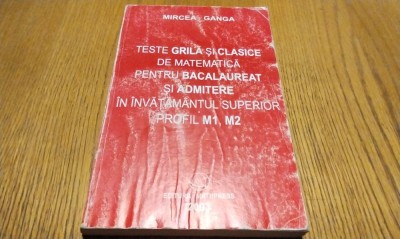 MIRCEA GANGA
TESTE GRILĂ ŞI CLASICE
DE MATEMATICĂ
PENTRU BACALAUREAT
ŞI ADMITERE
ÎN ÎNVĂŢĂMÂNTUL SUPERIOR
PROFIL M1, M2